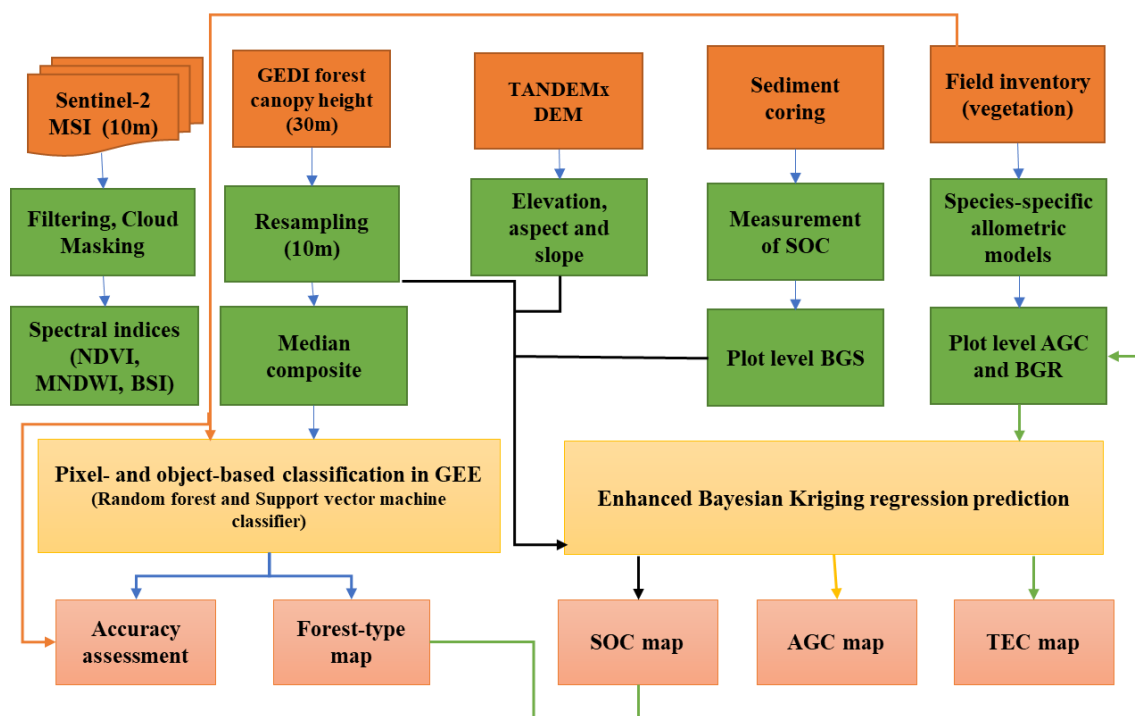 Sentinel-2
MSI (10m)
GEDI forest
canopy height
(30m)
TANDEMx
DEM
Sediment
coring
Field inventory
(vegetation)
Filtering, Cloud
Masking
Resampling
(10m)
Elevation,
aspect and
slope
Measurement
of SOC
Species-specific
allometric
models
Spectral indices
(NDVI,
MNDWI, BSI)
Median
composite
Plot level BGS
Plot level AGC
and BGR
Pixel- and object-based classification in GEE
(Random forest and Support vector machine
classifier)
Enhanced Bayesian Kriging regression prediction
Accuracy
assessment
Forest-type
map
SOC map
AGC map
TEC map